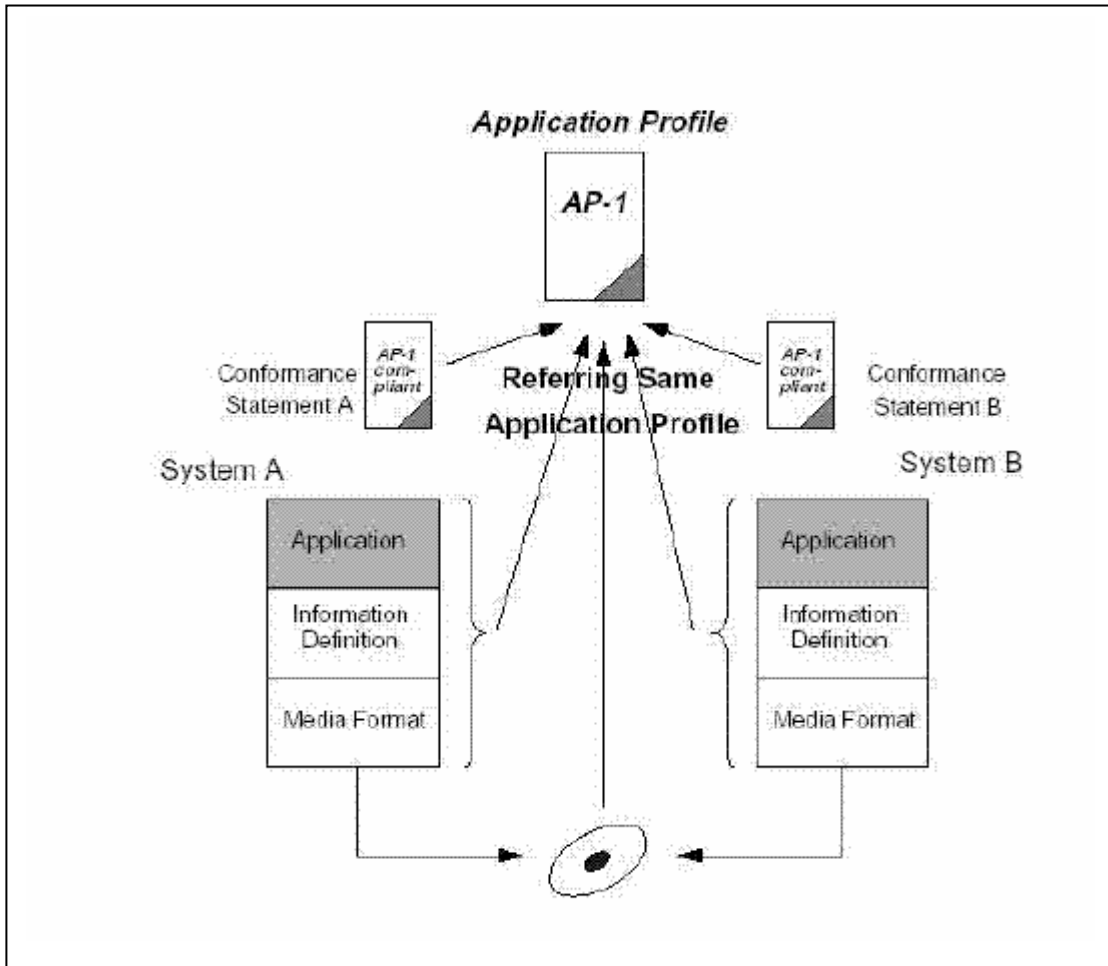 Application Profile
AP-1
AP-1
com-
pliant
Conformance
Statement A
Referring Same
Application Profile
AP-1
com-
pliant
Conformance
Statement B
System A
System B
Application
Information
Definition
Media Format
Application
Information
Definition
Media Format